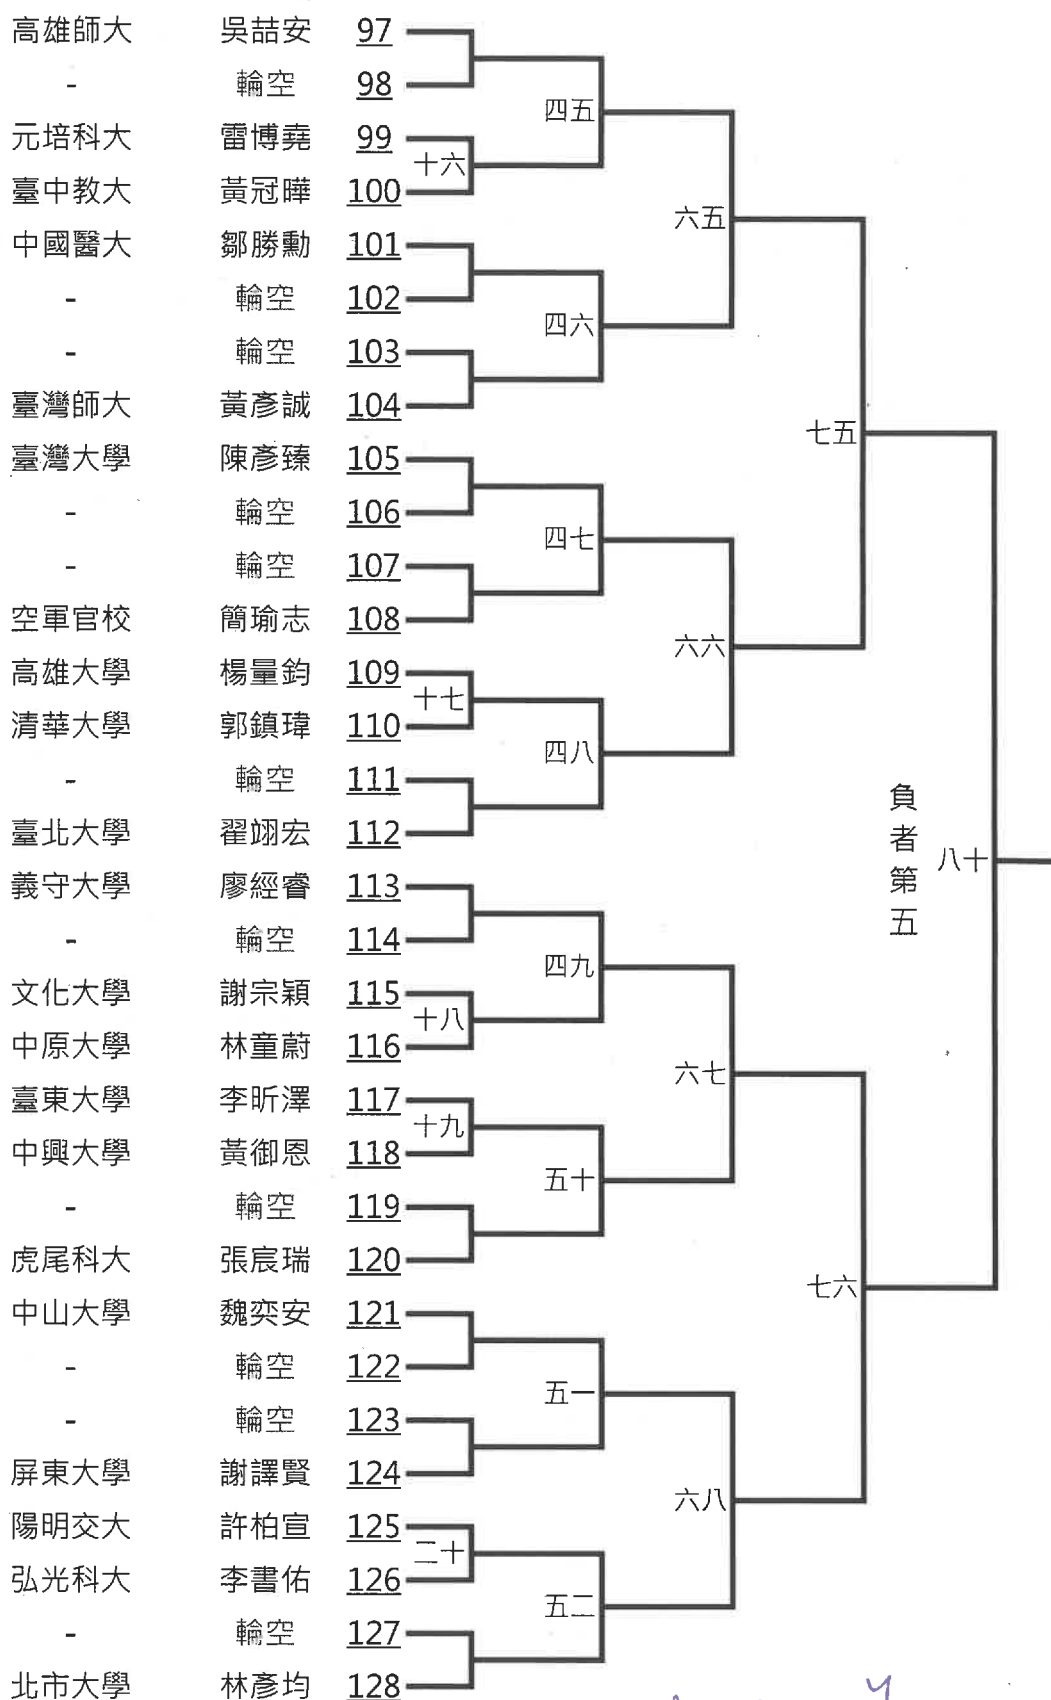 高雄師大 吳喆安 97
- 輪空 98
四五
元培科大 雷博堯 99
十六
臺中教大 黃冠曄 100
六五
中國醫大 鄒勝勳 101
- 輪空 102
四六
- 輪空 103
臺灣師大 黃彥誠 104
七五
臺灣大學 陳彥臻 105
- 輪空 106
四七
- 輪空 107
空軍官校 簡瑜志 108
六六
高雄大學 楊量鈞 109
十七
清華大學 郭鎮瑋 110
四八
- 輪空 111
臺北大學 翟翊宏 112
負者第五
八十
義守大學 廖經睿 113
- 輪空 114
四九
文化大學 謝宗穎 115
十八
中原大學 林童蔚 116
六七
臺東大學 李昕澤 117
十九
中興大學 黃御恩 118
五十
- 輪空 119
虎尾科大 張宸瑞 120
七六
中山大學 魏奕安 121
- 輪空 122
五一
- 輪空 123
屏東大學 謝譯賢 124
六八
陽明交大 許柏宣 125
二十
弘光科大 李書佑 126
五二
- 輪空 127
北市大學 林彥均 128